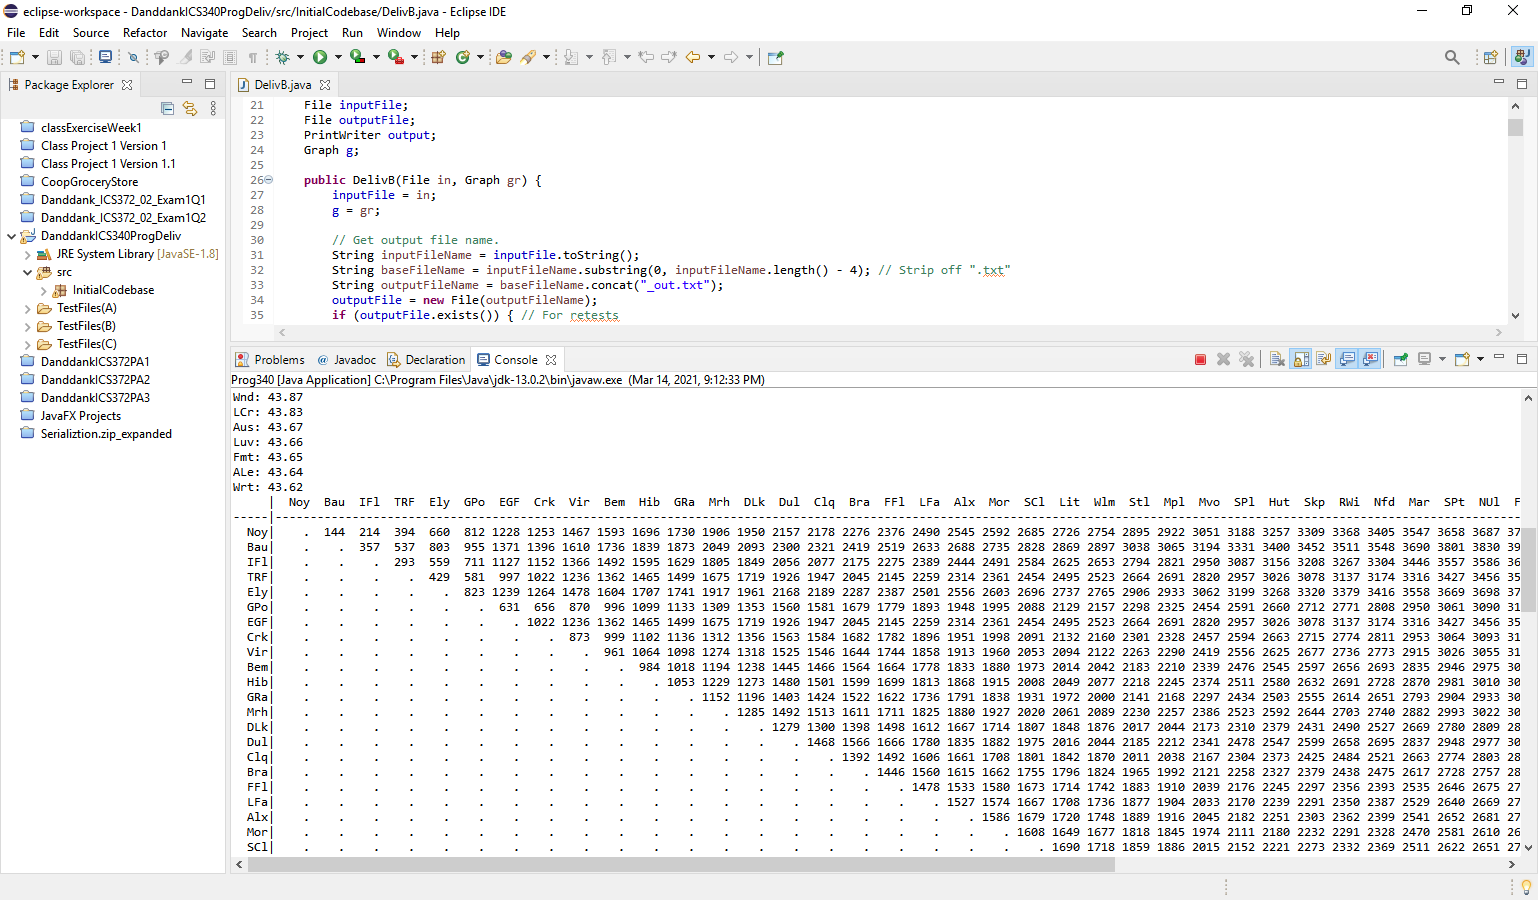 eclipse-workspace - DanddankICS340ProgDeliv/src/InitialCodebase/DelivB.java - Eclipse IDE
File Edit Source Refactor Navigate Search Project Run Window Help
Package Explorer
classExerciseWeek1
Class Project 1 Version 1
Class Project 1 Version 1.1
CoopGroceryStore
Danddank_ICS372_02_Exam1Q1
Danddank_ICS372_02_Exam1Q2
DanddankICS340ProgDeliv
JRE System Library [JavaSE-1.8]
src
InitialCodebase
TestFiles(A)
TestFiles(B)
TestFiles(C)
DanddankICS372PA1
DanddankICS372PA2
DanddankICS372PA3
JavaFX Projects
Serializtion.zip_expanded
DelivB.java
21 File inputFile;
22 File outputFile;
23 PrintWriter output;
24 Graph g;
25
26 public DelivB(File in, Graph gr) {
27 inputFile = in;
28 g = gr;
29
30 // Get output file name.
31 String inputFileName = inputFile.toString();
32 String baseFileName = inputFileName.substring(0, inputFileName.length() - 4); // Strip off ".txt"
33 String outputFileName = baseFileName.concat("_out.txt");
34 outputFile = new File(outputFileName);
35 if (outputFile.exists()) { // For retests
Problems @ Javadoc Declaration Console
Prog340 [Java Application] C:\Program Files\Java\jdk-13.0.2\bin\javaw.exe (Mar 14, 2021, 9:12:33 PM)
Wnd: 43.87
LCr: 43.83
Aus: 43.67
Luv: 43.66
Fmt: 43.65
ALe: 43.64
Wrt: 43.62
| Noy Bau IFl TRF Ely GPo EGF Crk Vir Bem Hib GRa Mrh DLk Dul Clq Bra FFl LFa Alx Mor SCl Lit Wlm Stl Mpl Mvo SPl Hut Skp RWi Nfd Mar SPt NUl F
-----|-----------------------------------------------------------------------------------------------
Noy| . 144 214 394 660 812 1228 1253 1467 1593 1696 1730 1906 1950 2157 2178 2276 2376 2490 2545 2592 2685 2726 2754 2895 2922 3051 3188 3257 3309 3368 3405 3547 3658 3687 37
Bau| . . 357 537 803 955 1371 1396 1610 1736 1839 1873 2049 2093 2300 2321 2419 2519 2633 2688 2735 2828 2869 2897 3038 3065 3194 3331 3400 3452 3511 3548 3690 3801 3830 39
IFl| . . . 293 559 711 1127 1152 1366 1492 1595 1629 1805 1849 2056 2077 2175 2275 2389 2444 2491 2584 2625 2653 2794 2821 2950 3087 3156 3208 3267 3304 3446 3557 3586 36
TRF| . . . . 429 581 997 1022 1236 1362 1465 1499 1675 1719 1926 1947 2045 2145 2259 2314 2361 2454 2495 2523 2664 2691 2820 2957 3026 3078 3137 3174 3316 3427 3456 35
Ely| . . . . . 823 1239 1264 1478 1604 1707 1741 1917 1961 2168 2189 2287 2387 2501 2556 2603 2696 2737 2765 2906 2933 3062 3199 3268 3320 3379 3416 3558 3669 3698 37
GPo| . . . . . . 631 656 870 996 1099 1133 1309 1353 1560 1581 1679 1779 1893 1948 1995 2088 2129 2157 2298 2325 2454 2591 2660 2712 2771 2808 2950 3061 3090 31
EGF| . . . . . . . 1022 1236 1362 1465 1499 1675 1719 1926 1947 2045 2145 2259 2314 2361 2454 2495 2523 2664 2691 2820 2957 3026 3078 3137 3174 3316 3427 3456 35
Crk| . . . . . . . . 873 999 1102 1136 1312 1356 1563 1584 1682 1782 1896 1951 1998 2091 2132 2160 2301 2328 2457 2594 2663 2715 2774 2811 2953 3064 3093 31
Vir| . . . . . . . . . 961 1064 1098 1274 1318 1525 1546 1644 1744 1858 1913 1960 2053 2094 2122 2263 2290 2419 2556 2625 2677 2736 2773 2915 3026 3055 31
Bem| . . . . . . . . . . 984 1018 1194 1238 1445 1466 1564 1664 1778 1833 1880 1973 2014 2042 2183 2210 2339 2476 2545 2597 2656 2693 2835 2946 2975 30
Hib| . . . . . . . . . . . 1053 1229 1273 1480 1501 1599 1699 1813 1868 1915 2008 2049 2077 2218 2245 2374 2511 2580 2632 2691 2728 2870 2981 3010 30
GRa| . . . . . . . . . . . . 1152 1196 1403 1424 1522 1622 1736 1791 1838 1931 1972 2000 2141 2168 2297 2434 2503 2555 2614 2651 2793 2904 2933 30
Mrh| . . . . . . . . . . . . . 1285 1492 1513 1611 1711 1825 1880 1927 2020 2061 2089 2230 2257 2386 2523 2592 2644 2703 2740 2882 2993 3022 30
DLk| . . . . . . . . . . . . . . 1279 1300 1398 1498 1612 1667 1714 1807 1848 1876 2017 2044 2173 2310 2379 2431 2490 2527 2669 2780 2809 28
Dul| . . . . . . . . . . . . . . . 1468 1566 1666 1780 1835 1882 1975 2016 2044 2185 2212 2341 2478 2547 2599 2658 2695 2837 2948 2977 30
Clq| . . . . . . . . . . . . . . . . 1392 1492 1606 1661 1708 1801 1842 1870 2011 2038 2167 2304 2373 2425 2484 2521 2663 2774 2803 28
Bra| . . . . . . . . . . . . . . . . . 1446 1560 1615 1662 1755 1796 1824 1965 1992 2121 2258 2327 2379 2438 2475 2617 2728 2757 28
FFl| . . . . . . . . . . . . . . . . . . 1478 1533 1580 1673 1714 1742 1883 1910 2039 2176 2245 2297 2356 2393 2535 2646 2675 27
LFa| . . . . . . . . . . . . . . . . . . . 1527 1574 1667 1708 1736 1877 1904 2033 2170 2239 2291 2350 2387 2529 2640 2669 27
Alx| . . . . . . . . . . . . . . . . . . . . 1586 1679 1720 1748 1889 1916 2045 2182 2251 2303 2362 2399 2541 2652 2681 27
Mor| . . . . . . . . . . . . . . . . . . . . . 1608 1649 1677 1818 1845 1974 2111 2180 2232 2291 2328 2470 2581 2610 26
SCl| . . . . . . . . . . . . . . . . . . . . . . 1690 1718 1859 1886 2015 2152 2221 2273 2332 2369 2511 2622 2651 27